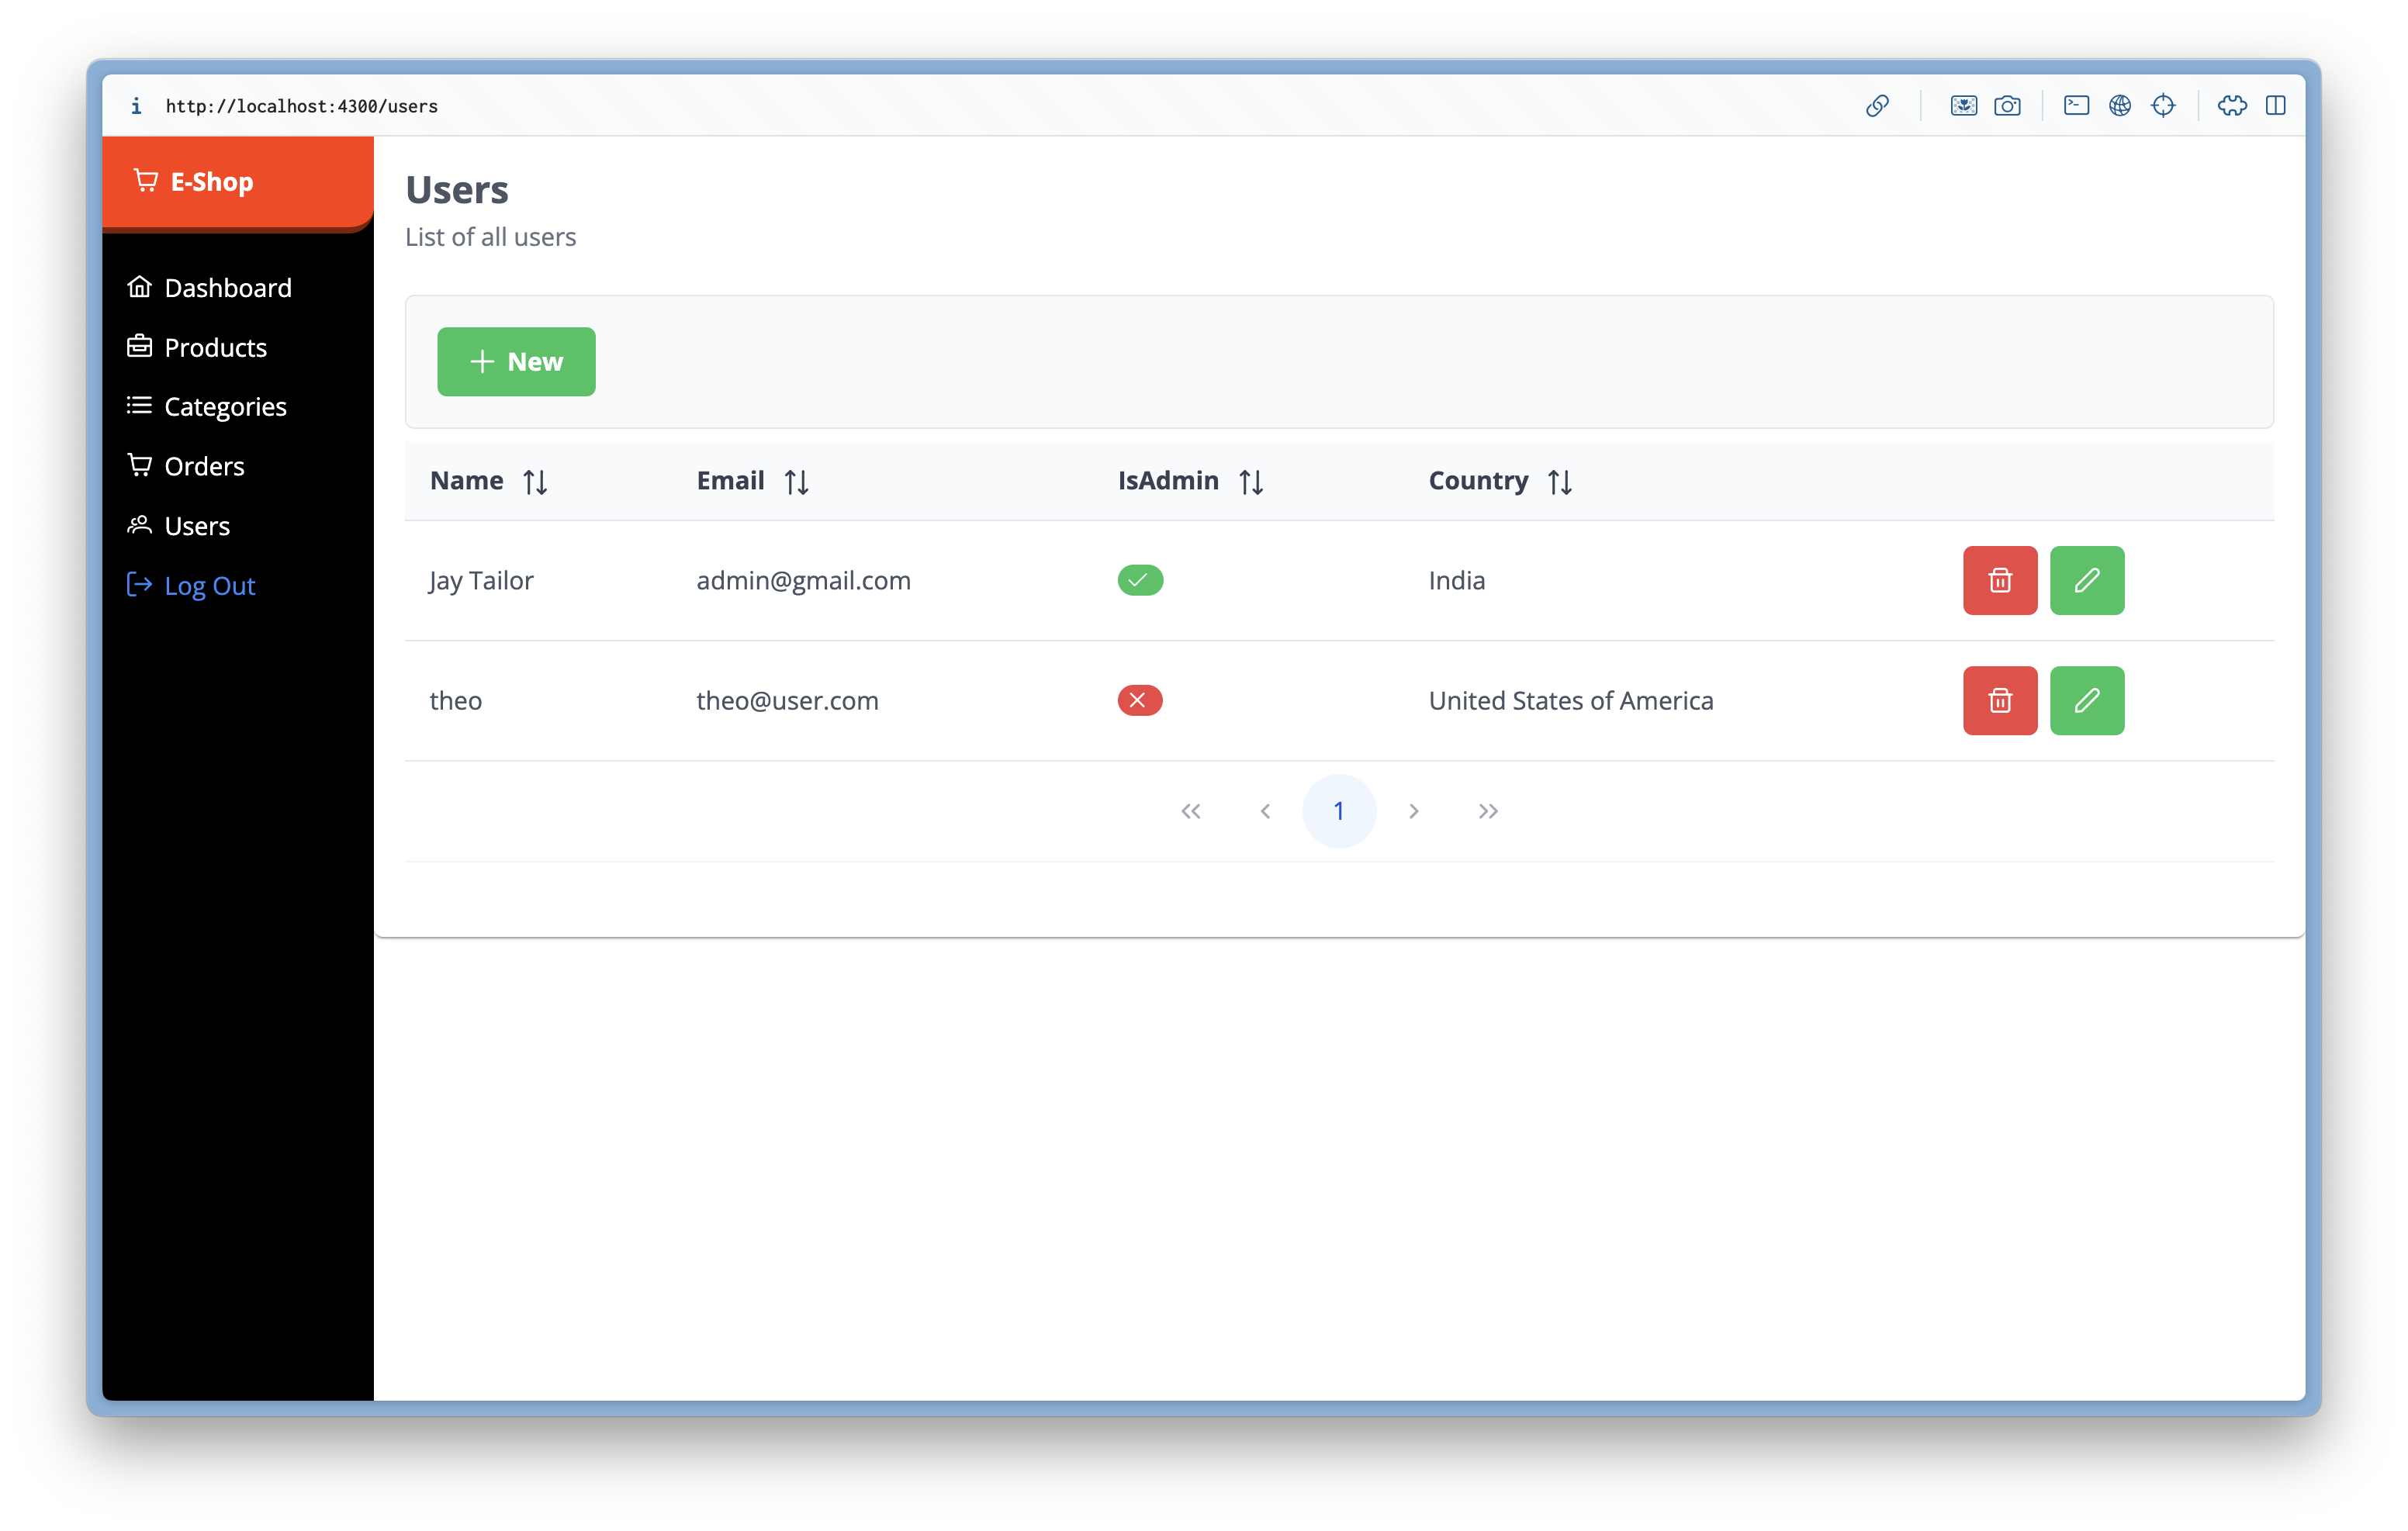 http://localhost:4300/users
E-Shop
Dashboard
Products
Categories
Orders
Users
Log Out
Users
List of all users
New
Name Email IsAdmin Country
Jay Tailor admin@gmail.com India
theo theo@user.com United States of America
1